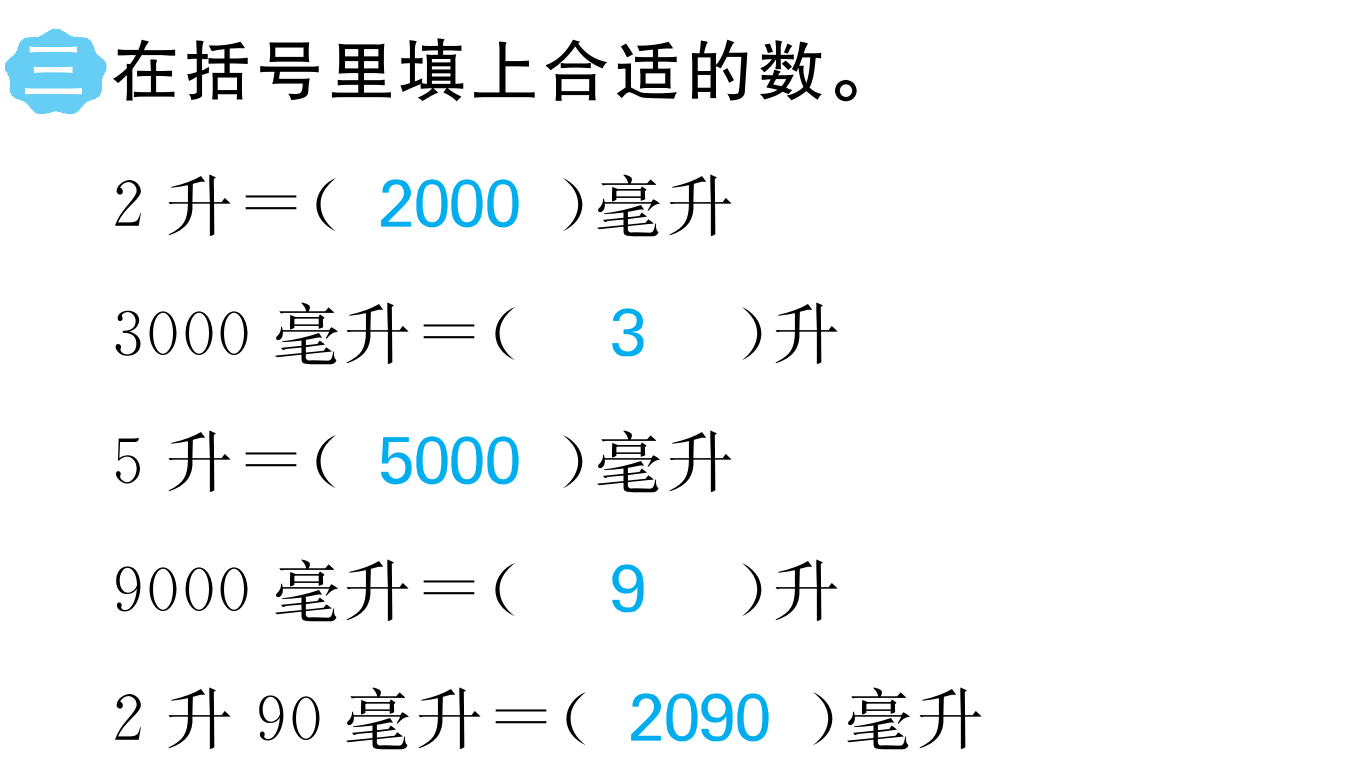 三 在括号里填上合适的数。
2 升＝( 2000 )毫升
3000 毫升＝( 3 )升
5 升＝( 5000 )毫升
9000 毫升＝( 9 )升
2 升 90 毫升＝( 2090 )毫升